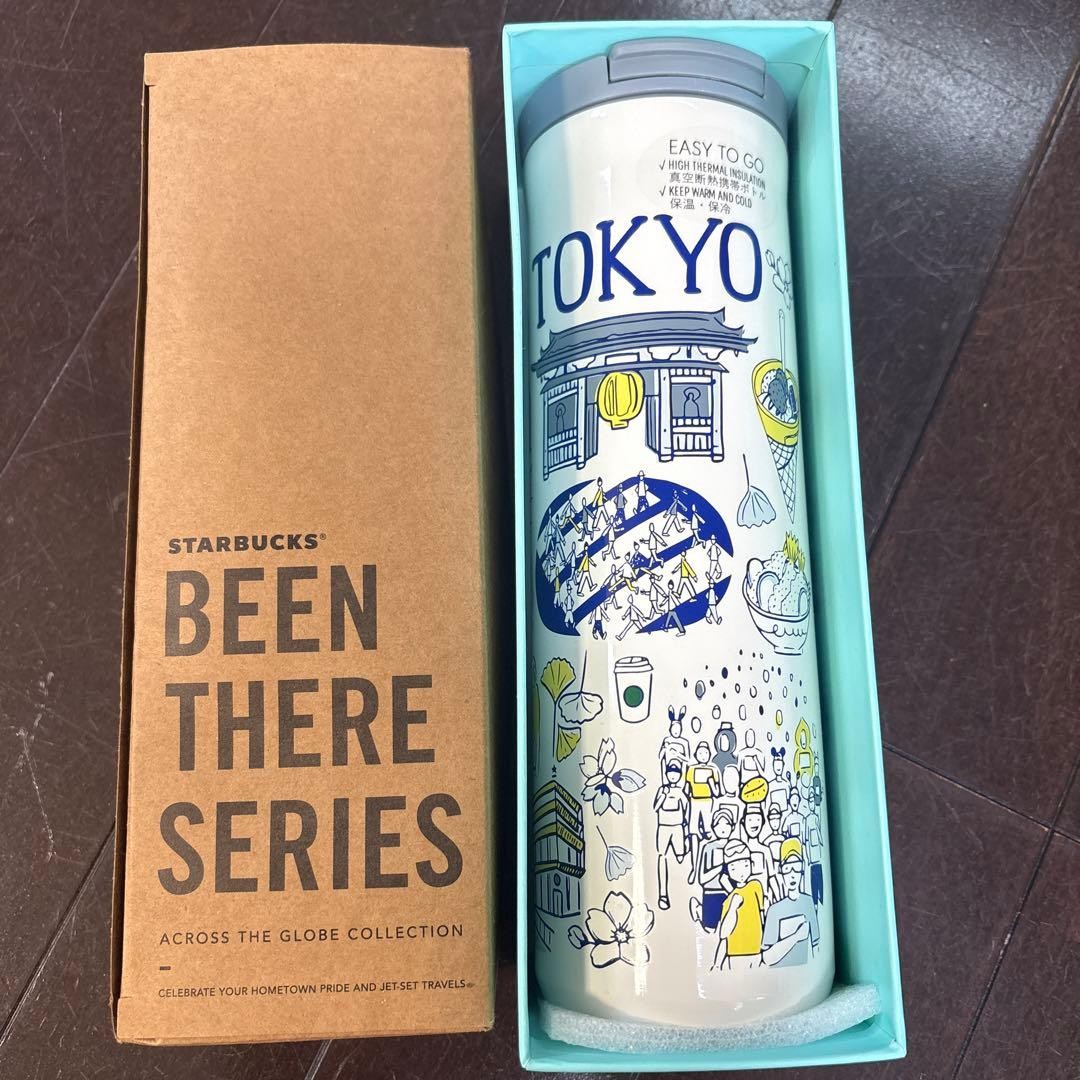 STARBUCKS®
BEEN
THERE
SERIES
ACROSS THE GLOBE COLLECTION
CELEBRATE YOUR HOMETOWN PRIDE AND JET-SET TRAVELS
EASY TO GO
√ HIGH THERMAL INSULATION
真空断熱携帯ボトル
√ KEEP WARM AND COLD
保温・保冷
TOKYO